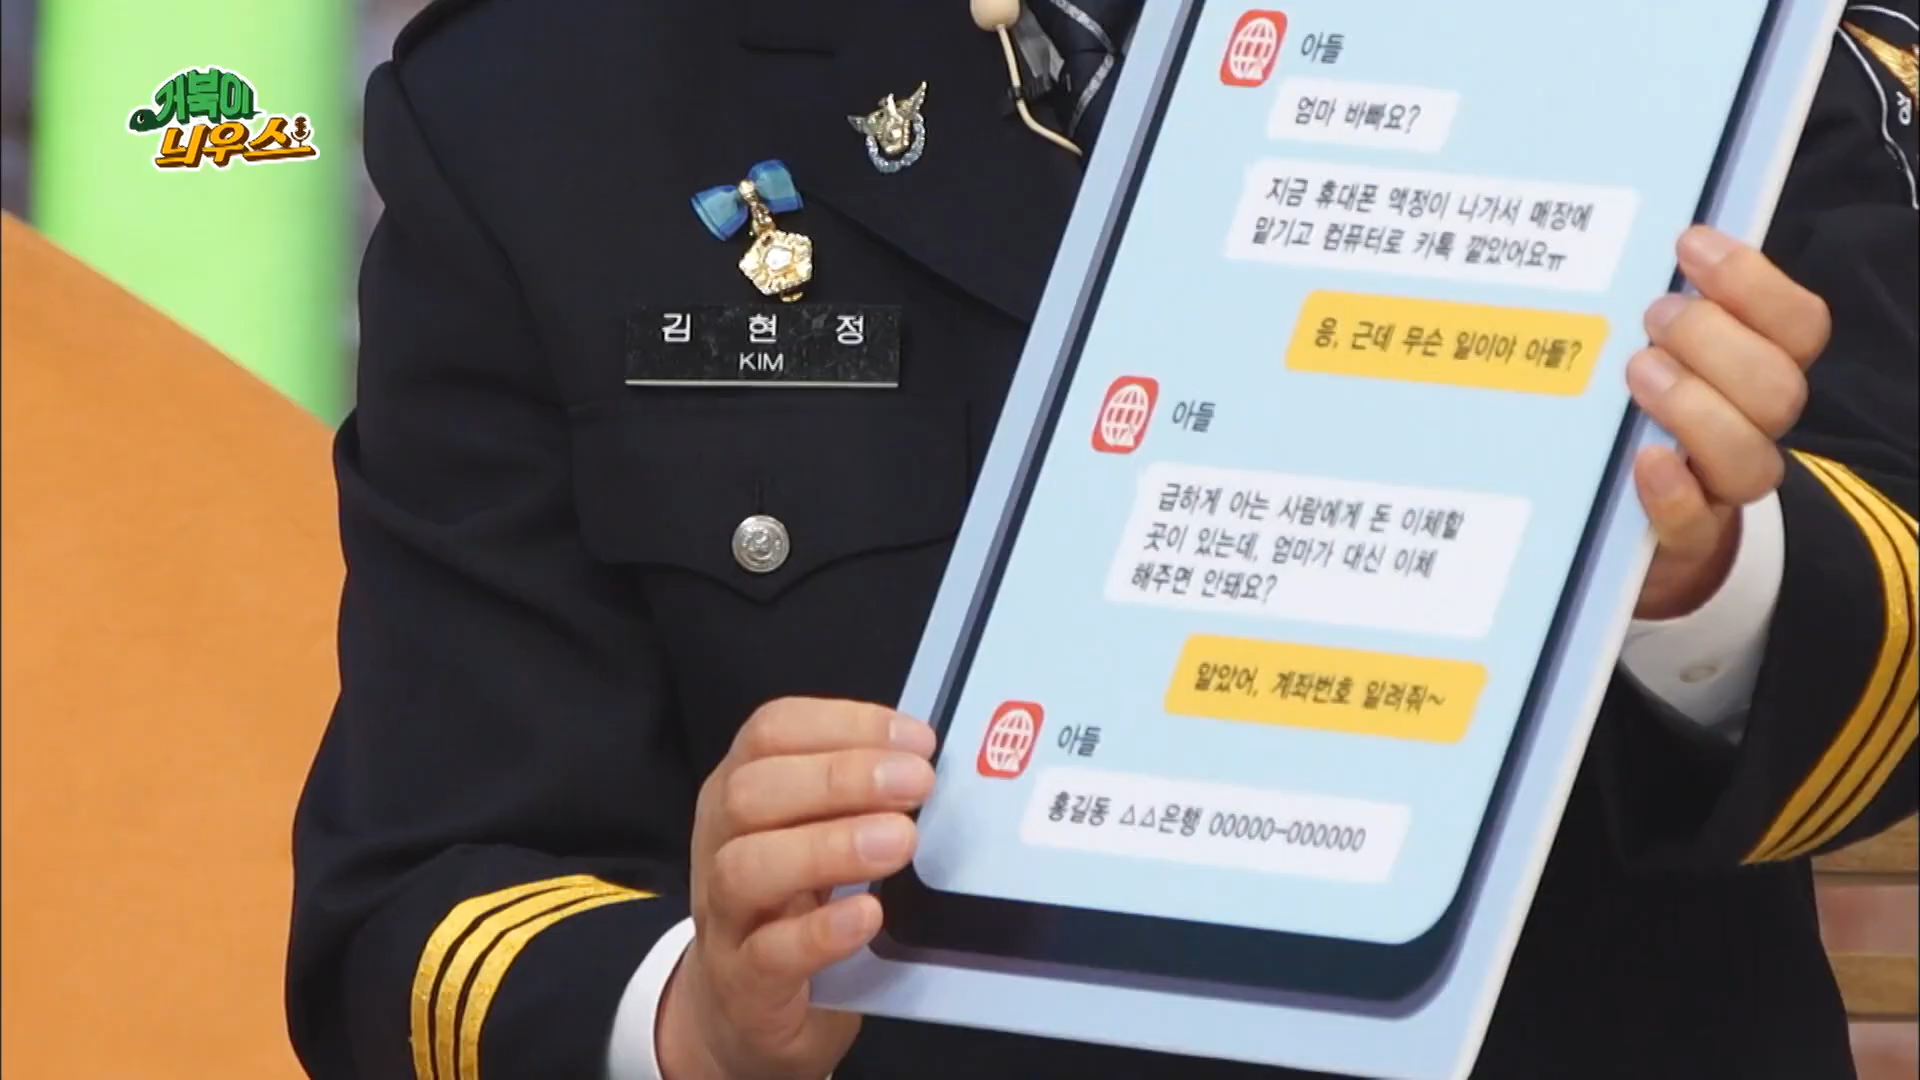 거북이
늬우스
김 현 정
KIM
아들
엄마 바빠요?
지금 휴대폰 액정이 나가서 매장에
맡기고 컴퓨터로 카톡 깔았어요ㅠ
응, 근데 무슨 일이야 아들?
아들
급하게 아는 사람에게 돈 이체할
곳이 있는데, 엄마가 대신 이체
해주면 안돼요?
알았어, 계좌번호 알려줘~
아들
홍길동 △△은행 00000-000000